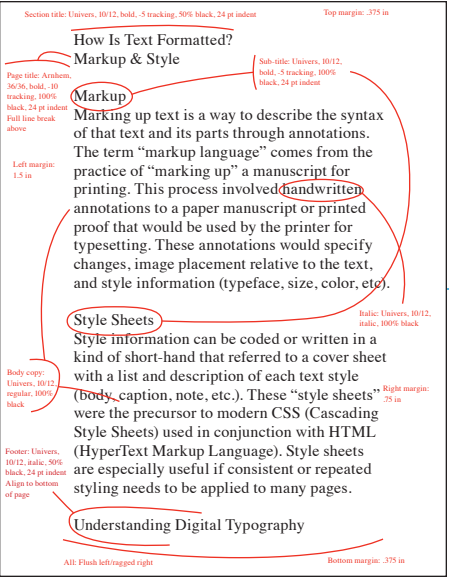 Section title: Univers, 10/12, bold, -5 tracking, 50% black, 24 pt indent
Top margin: .375 in
How Is Text Formatted?
Markup & Style
Page title: Arnhem,
36/36, bold, -10
tracking, 100%
black, 24 pt indent
Full line break
above
Sub-title: Univers, 10/12,
bold, -5 tracking, 100%
black, 24 pt indent
Left margin:
1.5 in
Markup
Marking up text is a way to describe the syntax
of that text and its parts through annotations.
The term “markup language” comes from the
practice of “marking up” a manuscript for
printing. This process involved handwritten
annotations to a paper manuscript or printed
proof that would be used by the printer for
typesetting. These annotations would specify
changes, image placement relative to the text,
and style information (typeface, size, color, etc).
Italic: Univers, 10/12,
italic, 100% black
Style Sheets
Style information can be coded or written in a
kind of short-hand that referred to a cover sheet
with a list and description of each text style
(body, caption, note, etc.). These “style sheets”
were the precursor to modern CSS (Cascading
Style Sheets) used in conjunction with HTML
(HyperText Markup Language). Style sheets
are especially useful if consistent or repeated
styling needs to be applied to many pages.
Body copy:
Univers, 10/12,
regular, 100%
black
Right margin:
.75 in
Footer: Univers,
10/12, italic, 50%
black, 24 pt indent
Align to bottom
of page
Understanding Digital Typography
All: Flush left/ragged right
Bottom margin: .375 in